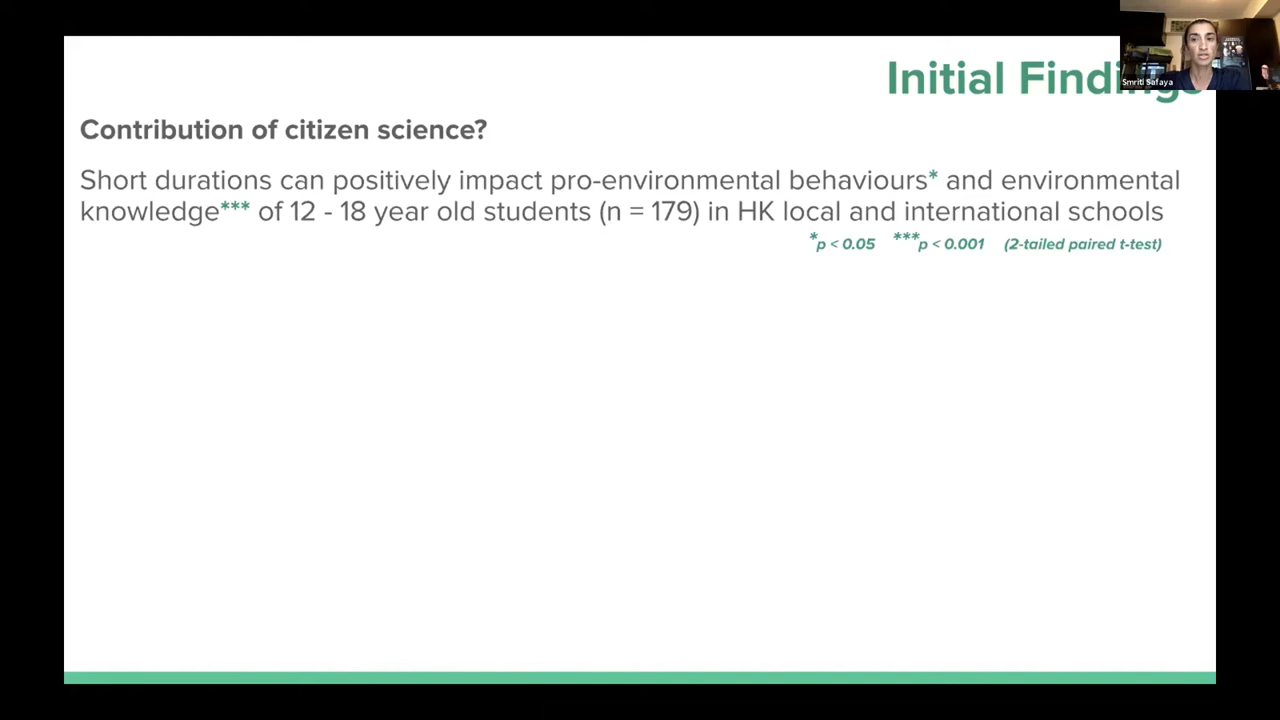 Initial Findings
Smriti Safaya
Contribution of citizen science?
Short durations can positively impact pro-environmental behaviours* and environmental
knowledge*** of 12 - 18 year old students (n = 179) in HK local and international schools
*p < 0.05 ***p < 0.001 (2-tailed paired t-test)